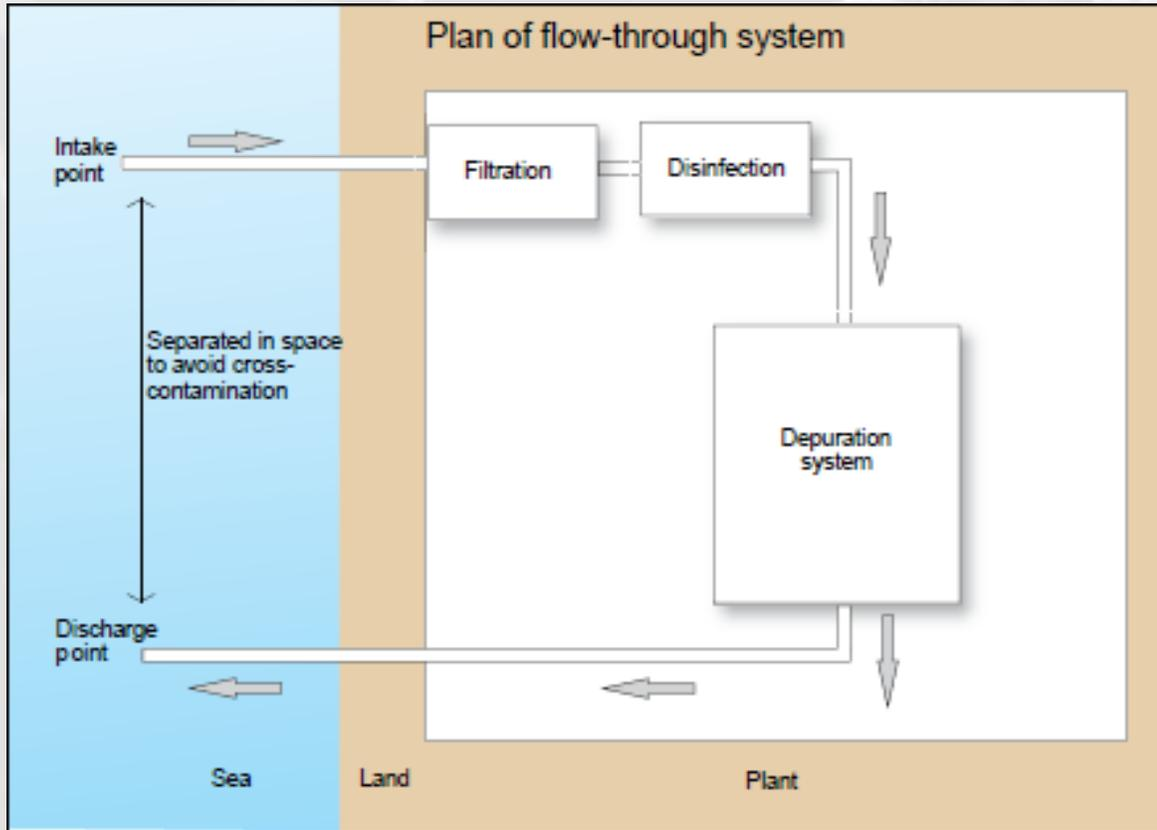 Plan of flow-through system
Intake
point
Filtration
Disinfection
Separated in space
to avoid cross-
contamination
Depuration
system
Discharge
point
Sea
Land
Plant